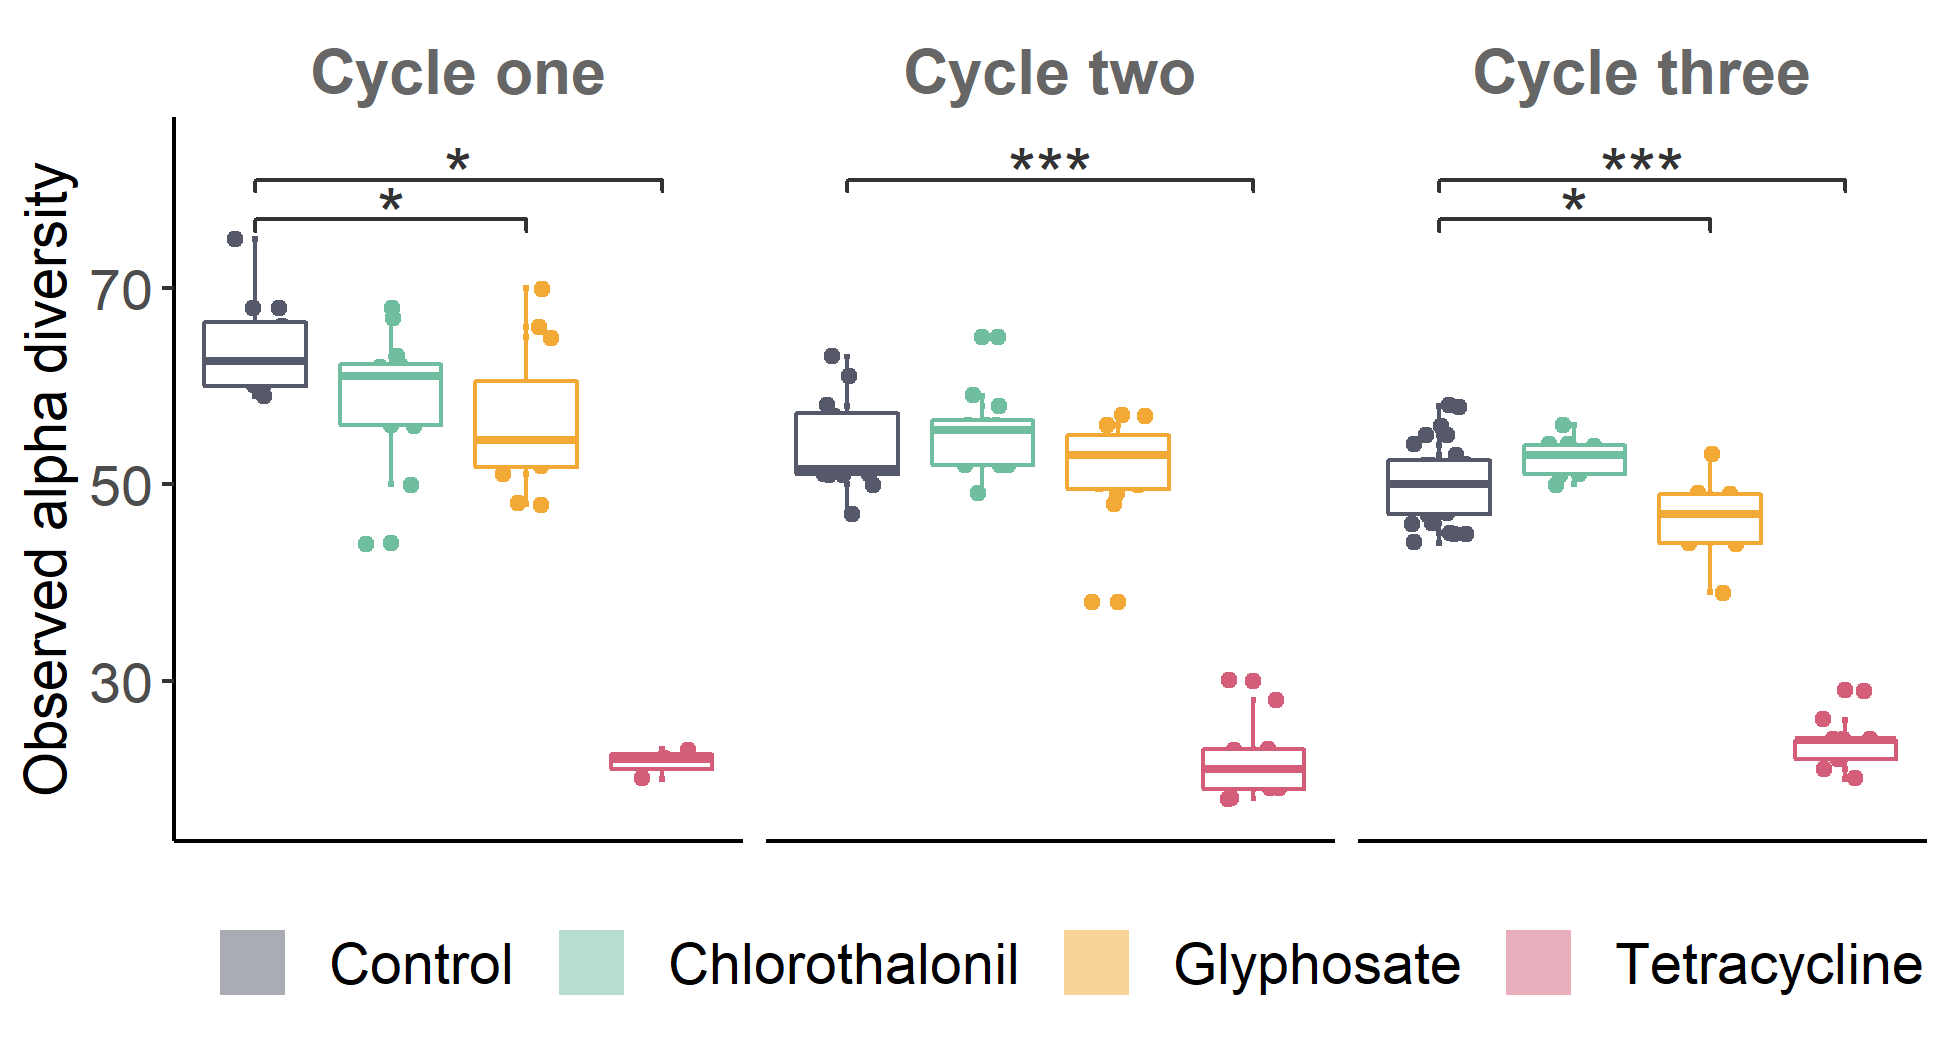 Cycle one
Cycle two
Cycle three
Observed alpha diversity
70
50
30
*
*
***
***
*
Control
Chlorothalonil
Glyphosate
Tetracycline